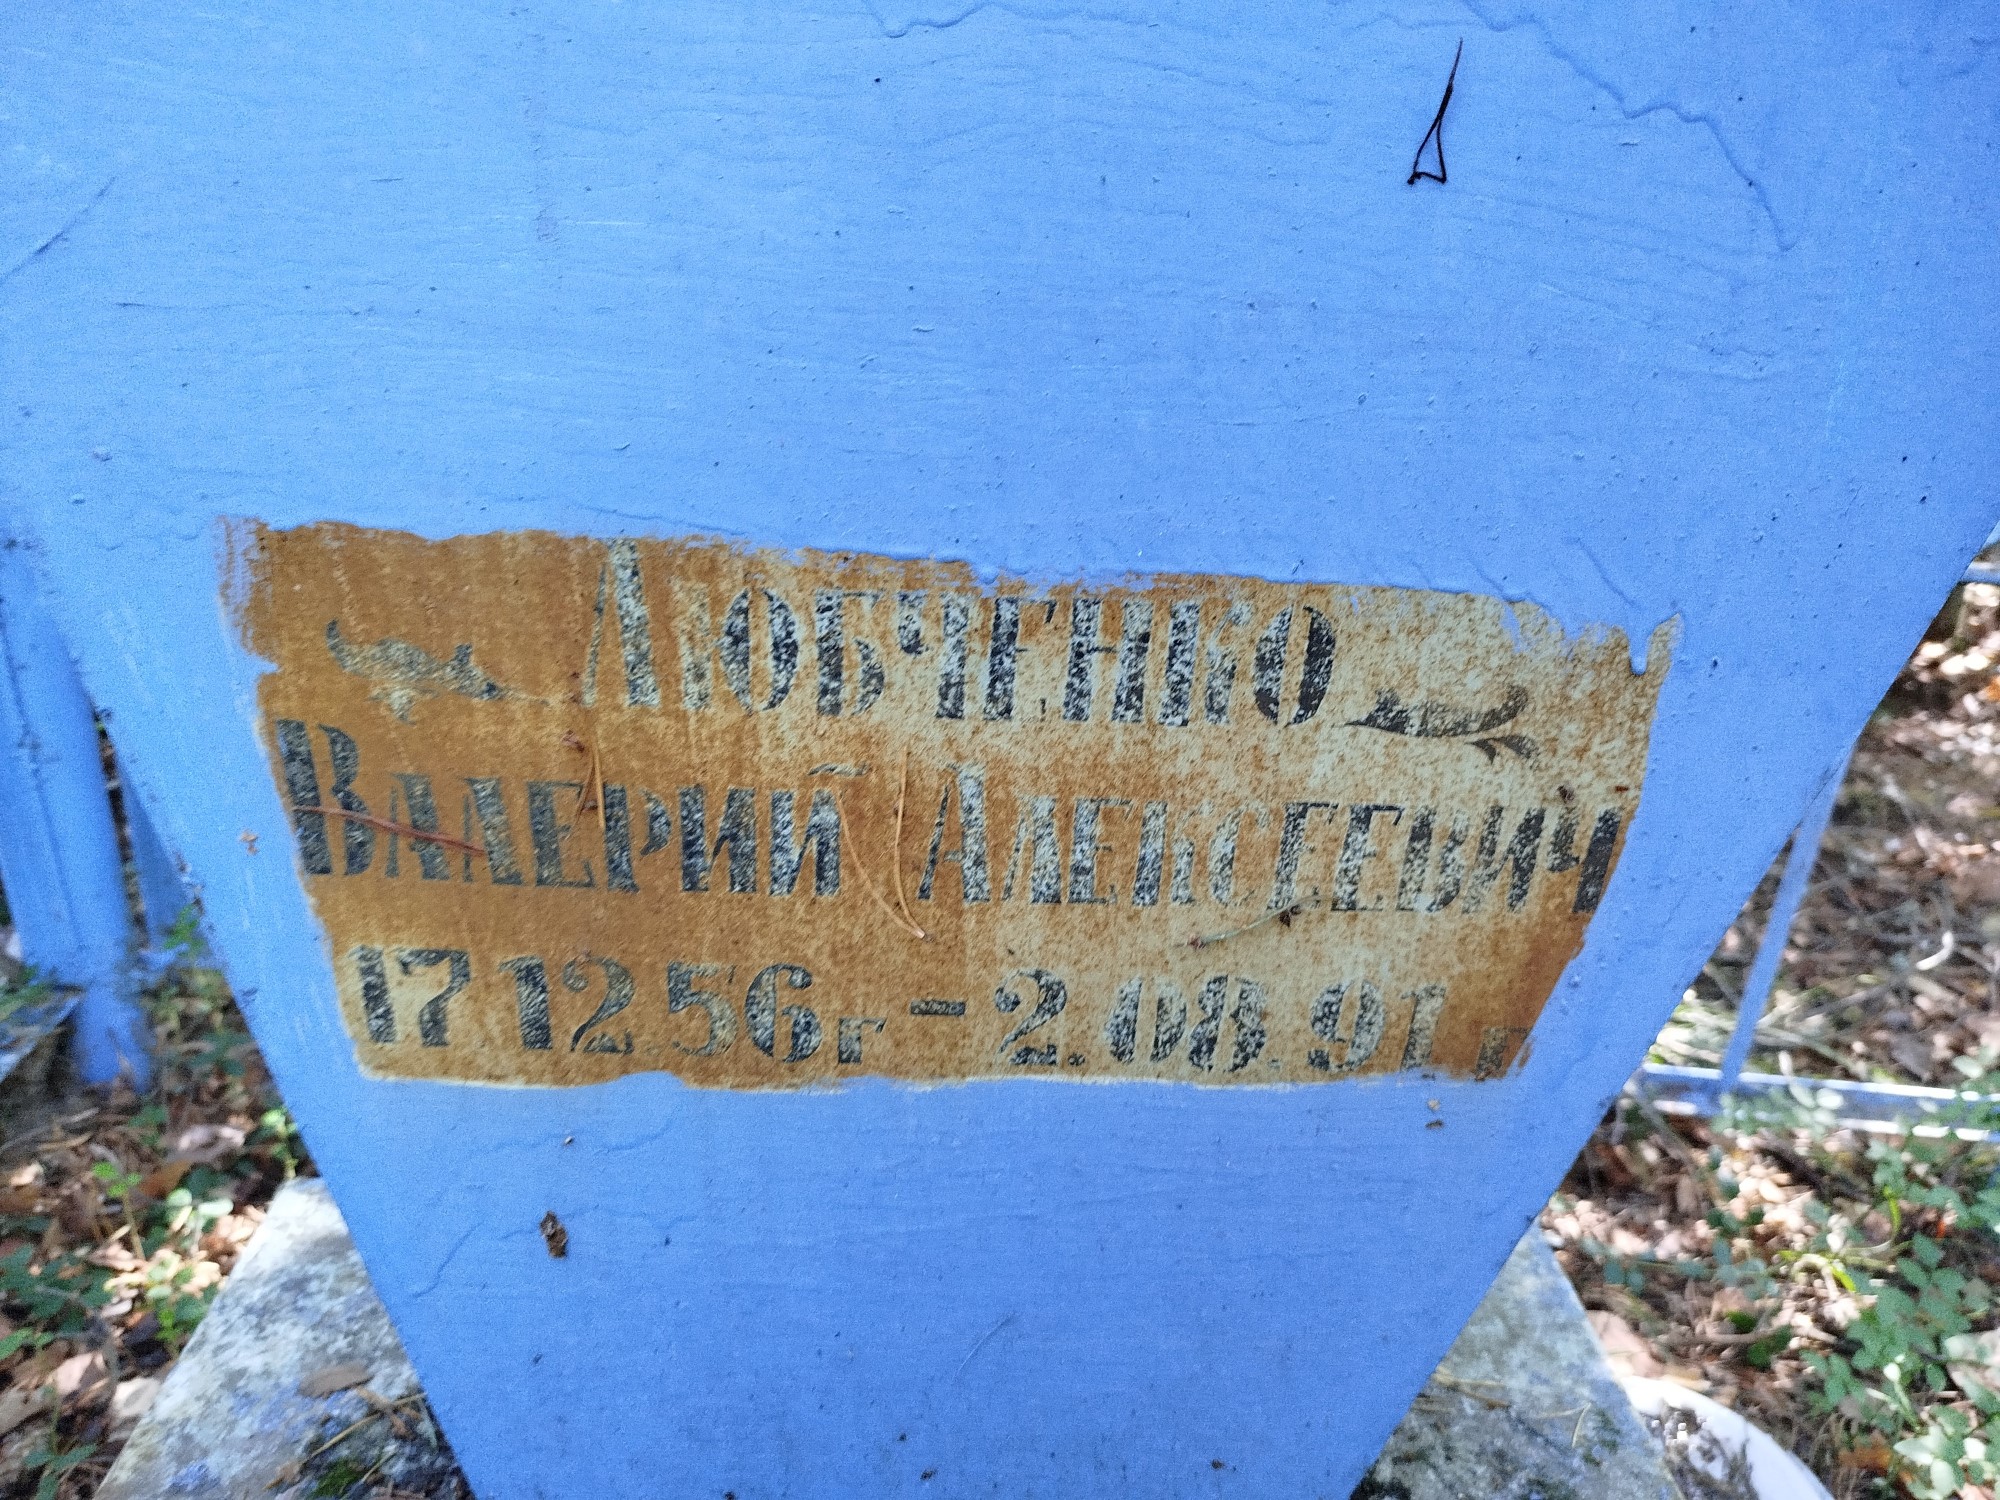 Любченко
Валерий Алексеевич
17.12.56г - 2.08.91 г